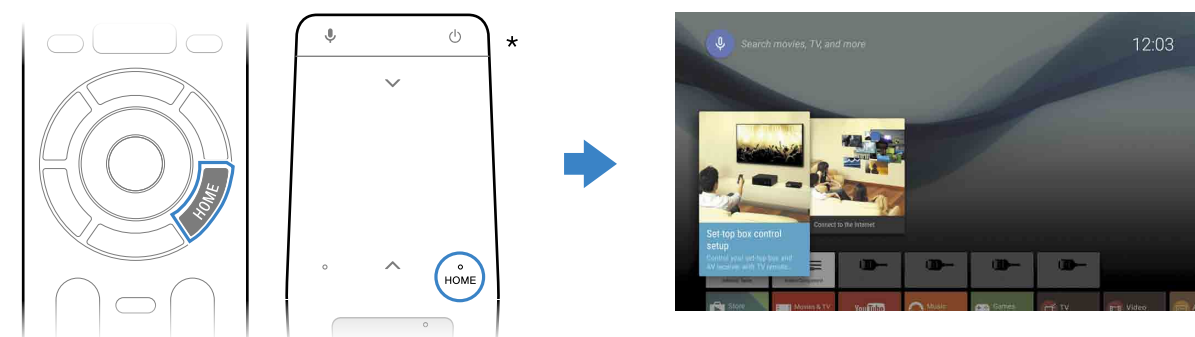 HOME
*
HOME
Search movies, TV, and more
12:03
Set-top box control
setup
Control your set-top box and
AV receiver with TV remote...
Connect to the Internet
Store
Movies & TV
YouTube
Music
Games
TV
Video